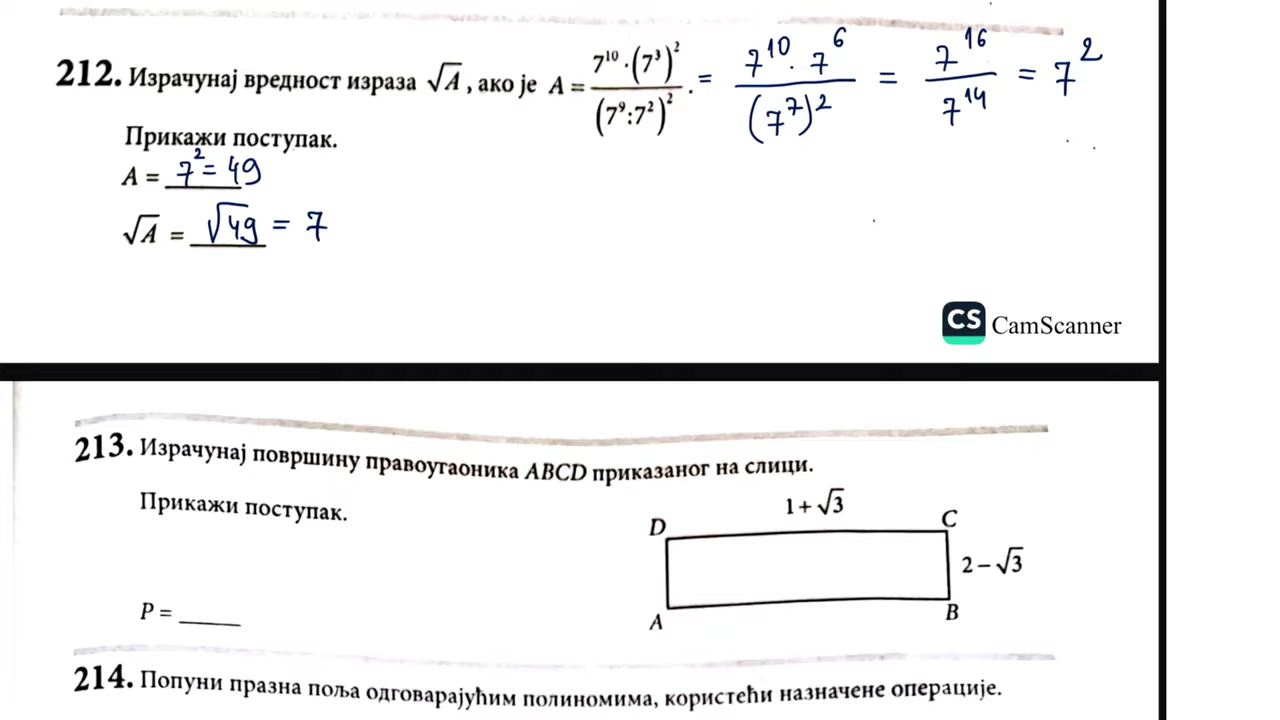 212. Израчунај вредност израза √A, ако је A = 7¹⁰·(7³)² / (7⁹:7²)² . = 7¹⁰·7⁶ / (7⁷)² = 7¹⁶ / 7¹⁴ = 7²
Прикажи поступак.
A = 7² = 49
√A = √49 = 7
CS CamScanner
213. Израчунај површину правоугаоника ABCD приказаног на слици.
Прикажи поступак.
1 + √3
D C
2 − √3
P = ____
A B
214. Попуни празна поља одговарајућим полиномима, користећи назначене операције.